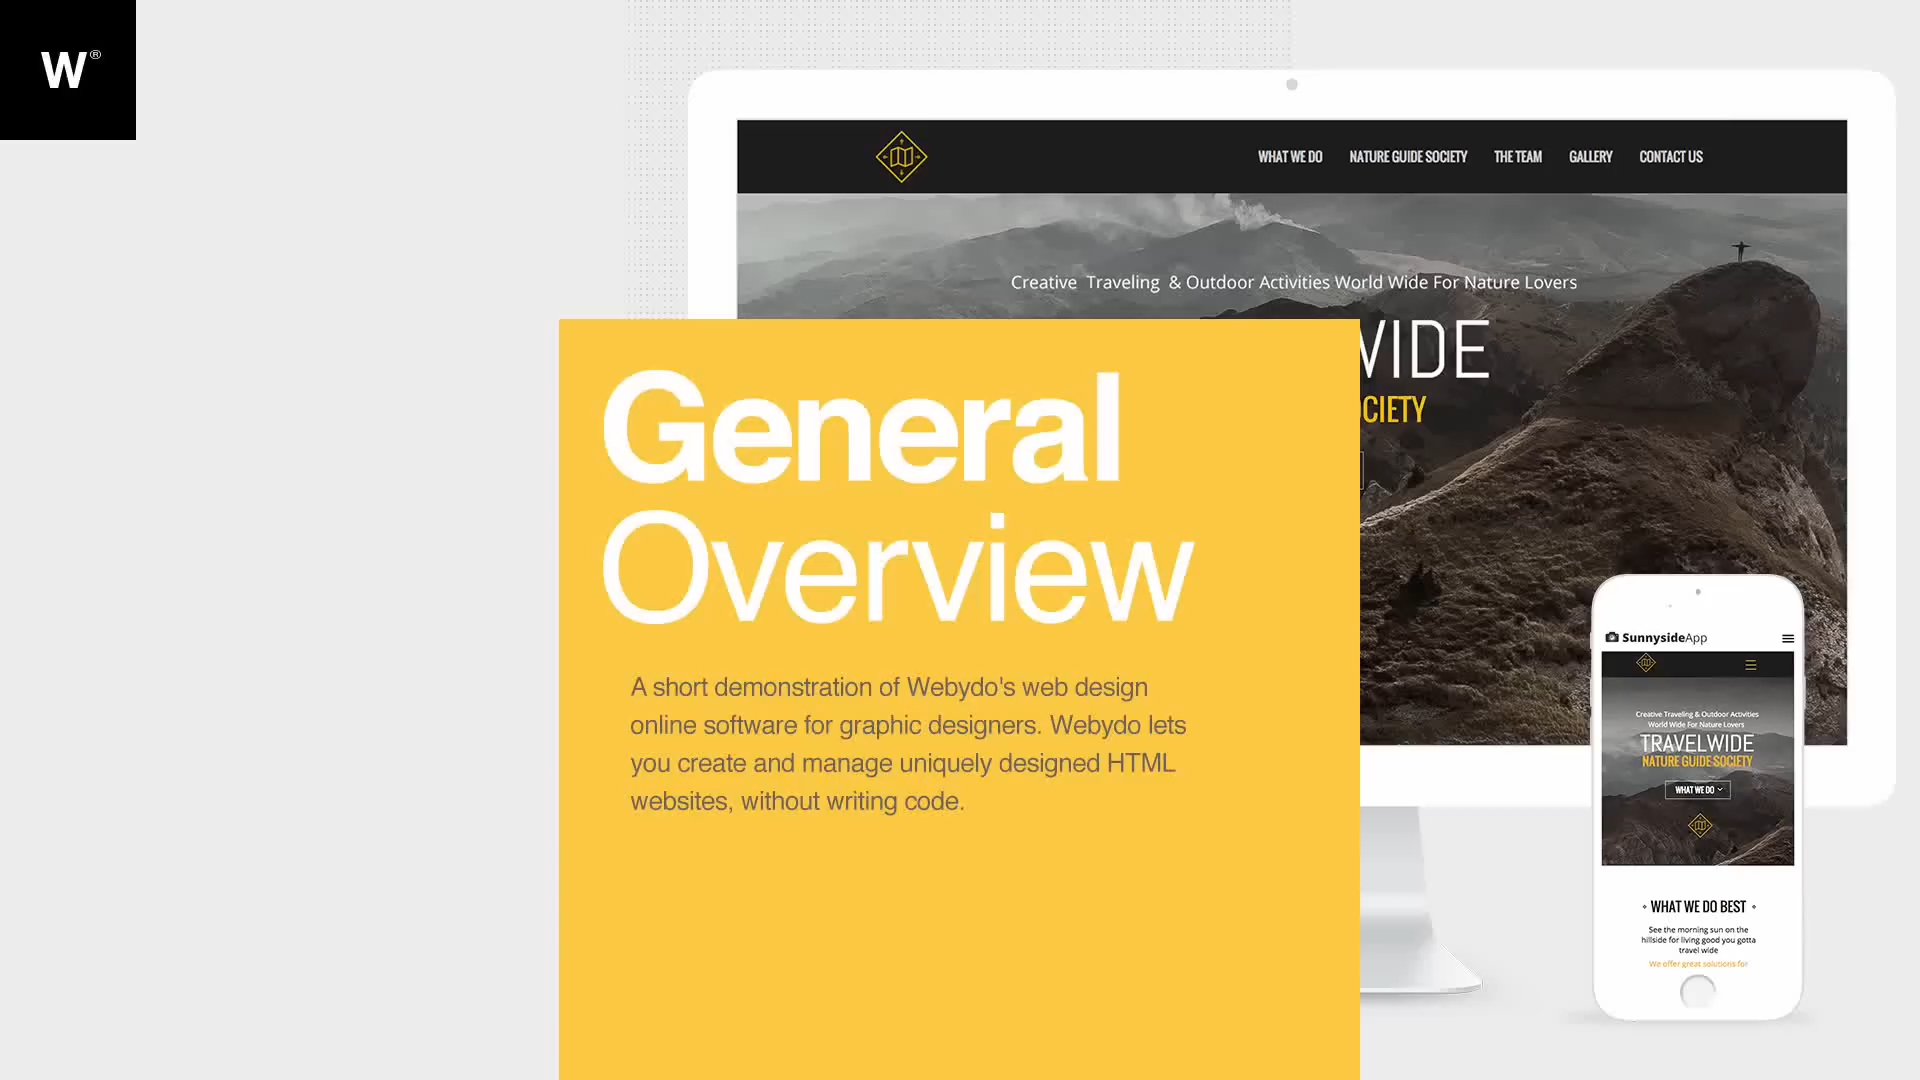 W®
WHAT WE DO NATURE GUIDE SOCIETY THE TEAM GALLERY CONTACT US
Creative Traveling & Outdoor Activities World Wide For Nature Lovers
WIDE
CIETY
General
Overview
A short demonstration of Webydo's web design
online software for graphic designers. Webydo lets
you create and manage uniquely designed HTML
websites, without writing code.
SunnysideApp
Creative Traveling & Outdoor Activities
World Wide For Nature Lovers
TRAVELWIDE
NATURE GUIDE SOCIETY
WHAT WE DO
WHAT WE DO BEST
See the morning sun on the
hillside for living good you gotta
travel wide
We offer great solutions for